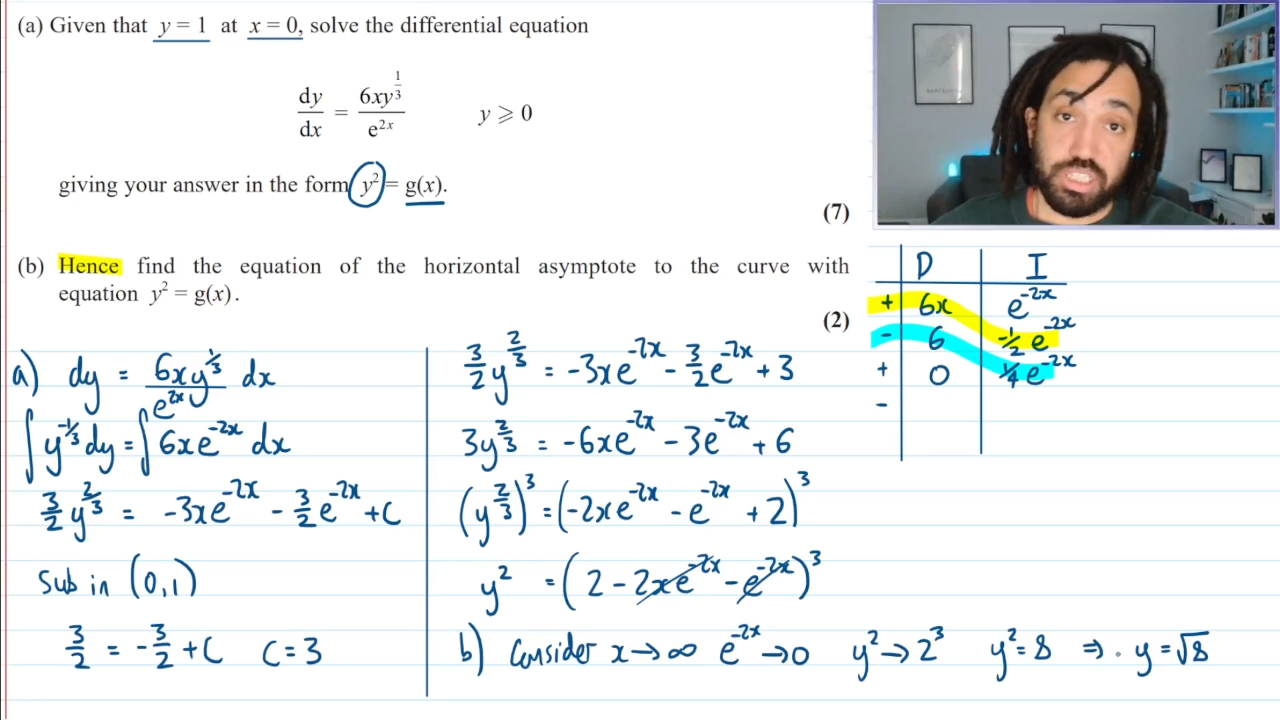 (a) Given that y = 1 at x = 0, solve the differential equation
dy/dx = 6xy^(1/3)/e^(2x)    y ⩾ 0
giving your answer in the form y² = g(x).
(7)
(b) Hence find the equation of the horizontal asymptote to the curve with
equation y² = g(x).
(2)
D I
+ 6x e^(-2x)
- 6 -½ e^(-2x)
+ 0 ¼ e^(-2x)
-
a) dy = 6xy^(1/3)/e^(2x) dx
∫ y^(-1/3) dy = ∫ 6xe^(-2x) dx
3/2 y^(2/3) = -3xe^(-2x) - 3/2 e^(-2x) + C
Sub in (0,1)
3/2 = -3/2 + C    C = 3
3/2 y^(2/3) = -3xe^(-2x) - 3/2 e^(-2x) + 3
3y^(2/3) = -6xe^(-2x) - 3e^(-2x) + 6
(y^(2/3))³ = (-2xe^(-2x) - e^(-2x) + 2)³
y² = (2 - 2xe^(-2x) - e^(-2x))³
b) Consider x → ∞ e^(-2x) → 0 y² → 2³ y² = 8 ⇒ y = √8